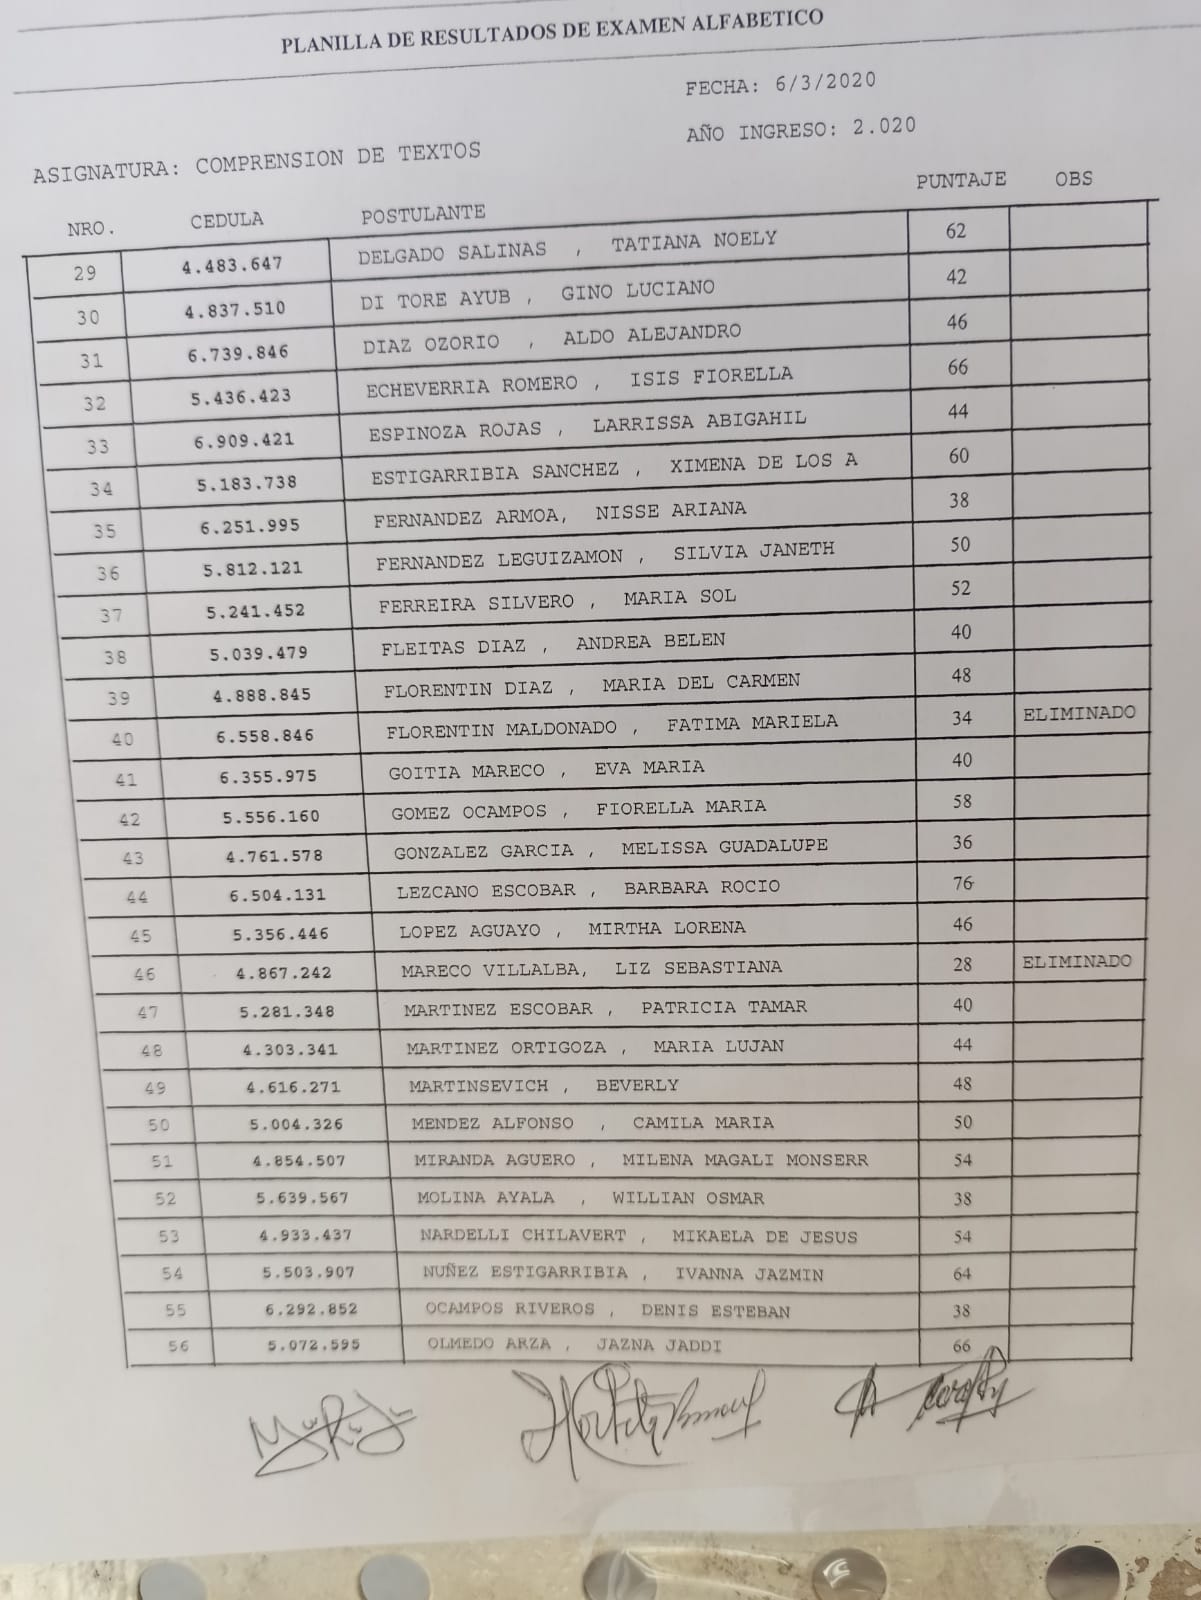 PLANILLA DE RESULTADOS DE EXAMEN ALFABETICO
FECHA: 6/3/2020
AÑO INGRESO: 2.020
ASIGNATURA: COMPRENSION DE TEXTOS
NRO. CEDULA POSTULANTE PUNTAJE OBS
29 4.483.647 DELGADO SALINAS , TATIANA NOELY 62
30 4.837.510 DI TORE AYUB , GINO LUCIANO 42
31 6.739.846 DIAZ OZORIO , ALDO ALEJANDRO 46
32 5.436.423 ECHEVERRIA ROMERO , ISIS FIORELLA 66
33 6.909.421 ESPINOZA ROJAS , LARRISSA ABIGAHIL 44
34 5.183.738 ESTIGARRIBIA SANCHEZ , XIMENA DE LOS A 60
35 6.251.995 FERNANDEZ ARMOA, NISSE ARIANA 38
36 5.812.121 FERNANDEZ LEGUIZAMON , SILVIA JANETH 50
37 5.241.452 FERREIRA SILVERO , MARIA SOL 52
38 5.039.479 FLEITAS DIAZ , ANDREA BELEN 40
39 4.888.845 FLORENTIN DIAZ , MARIA DEL CARMEN 48
40 6.558.846 FLORENTIN MALDONADO , FATIMA MARIELA 34 ELIMINADO
41 6.355.975 GOITIA MARECO , EVA MARIA 40
42 5.556.160 GOMEZ OCAMPOS , FIORELLA MARIA 58
43 4.761.578 GONZALEZ GARCIA , MELISSA GUADALUPE 36
44 6.504.131 LEZCANO ESCOBAR , BARBARA ROCIO 76
45 5.356.446 LOPEZ AGUAYO , MIRTHA LORENA 46
46 4.867.242 MARECO VILLALBA, LIZ SEBASTIANA 28 ELIMINADO
47 5.281.348 MARTINEZ ESCOBAR , PATRICIA TAMAR 40
48 4.303.341 MARTINEZ ORTIGOZA , MARIA LUJAN 44
49 4.616.271 MARTINSEVICH , BEVERLY 48
50 5.004.326 MENDEZ ALFONSO , CAMILA MARIA 50
51 4.854.507 MIRANDA AGUERO , MILENA MAGALI MONSERR 54
52 5.639.567 MOLINA AYALA , WILLIAN OSMAR 38
53 4.933.437 NARDELLI CHILAVERT , MIKAELA DE JESUS 54
54 5.503.907 NUÑEZ ESTIGARRIBIA , IVANNA JAZMIN 64
55 6.292.852 OCAMPOS RIVEROS , DENIS ESTEBAN 38
56 5.072.595 OLMEDO ARZA , JAZNA JADDI 66